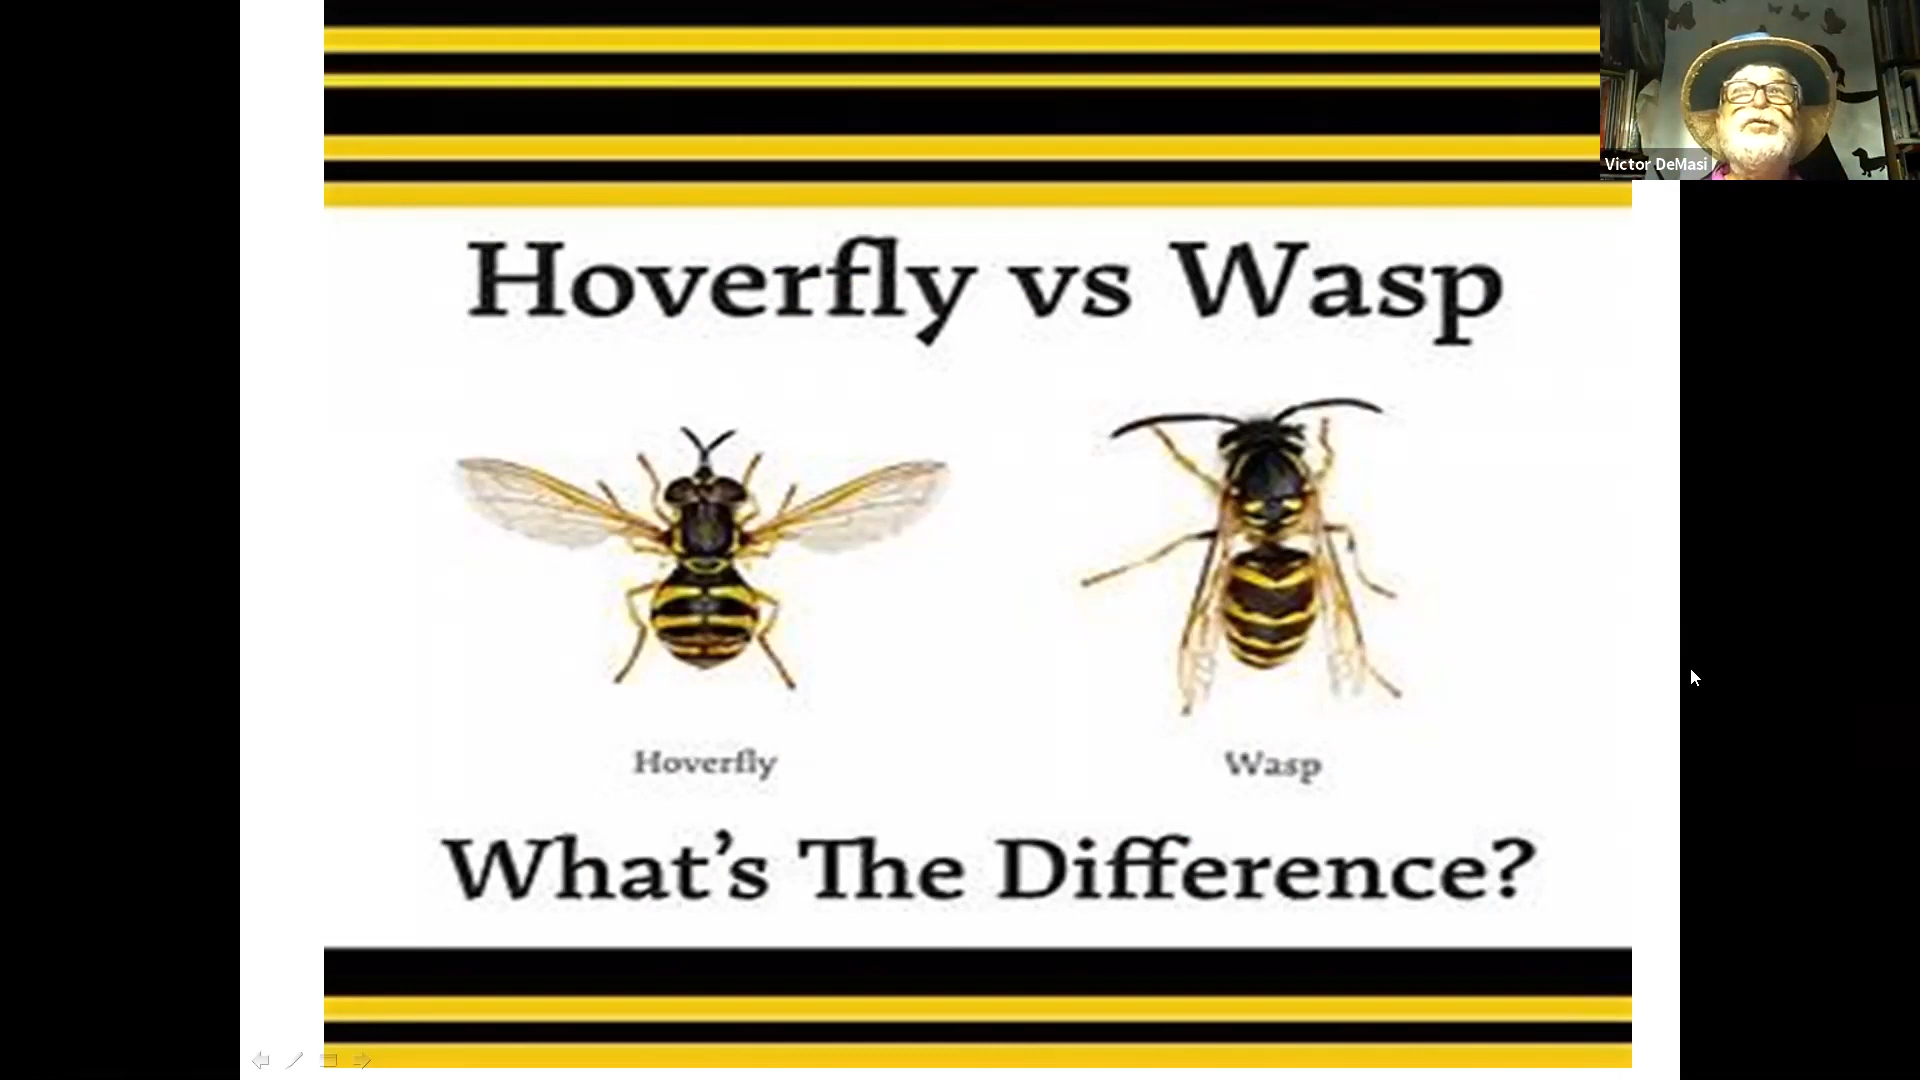 Victor DeMasi
Hoverfly vs Wasp
Hoverfly
Wasp
What's The Difference?